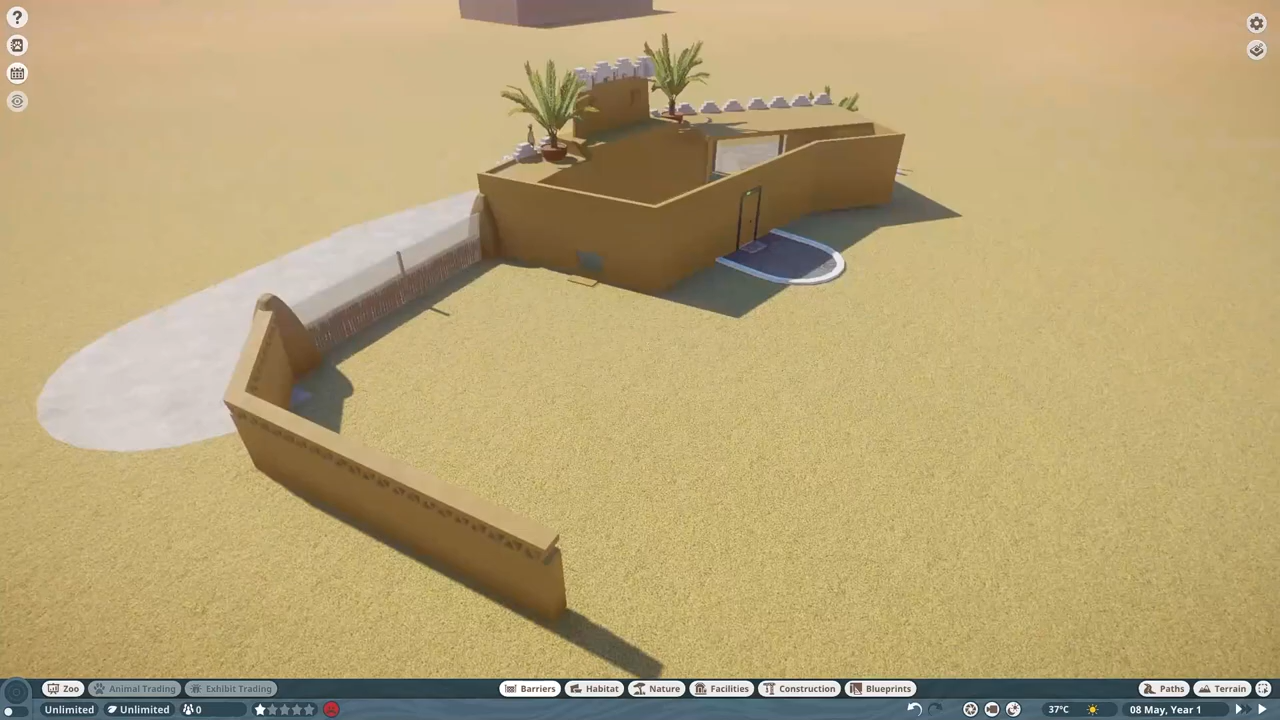 ?
Zoo Animal Trading Exhibit Trading Barriers Habitat Nature Facilities Construction Blueprints Paths Terrain
Unlimited Unlimited 0 37°C 08 May, Year 1